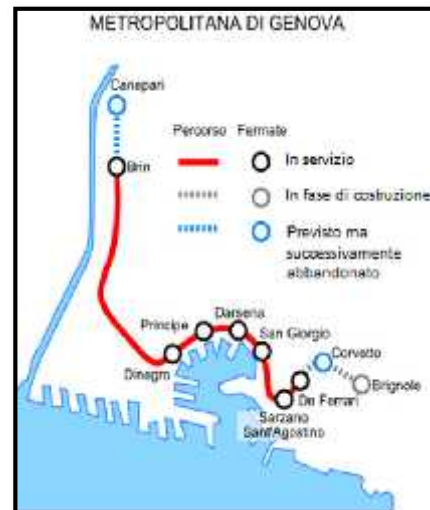 METROPOLITANA DI GENOVA
Canepari
Percorso Fermate
Brin
In servizio
In fase di costruzione
Previsto ma
successivamente
abbandonato
Darsena
Principe
San Giorgio
Corvetto
Dinegro
Brignole
De Ferrari
Sarzano
Sant'Agostino